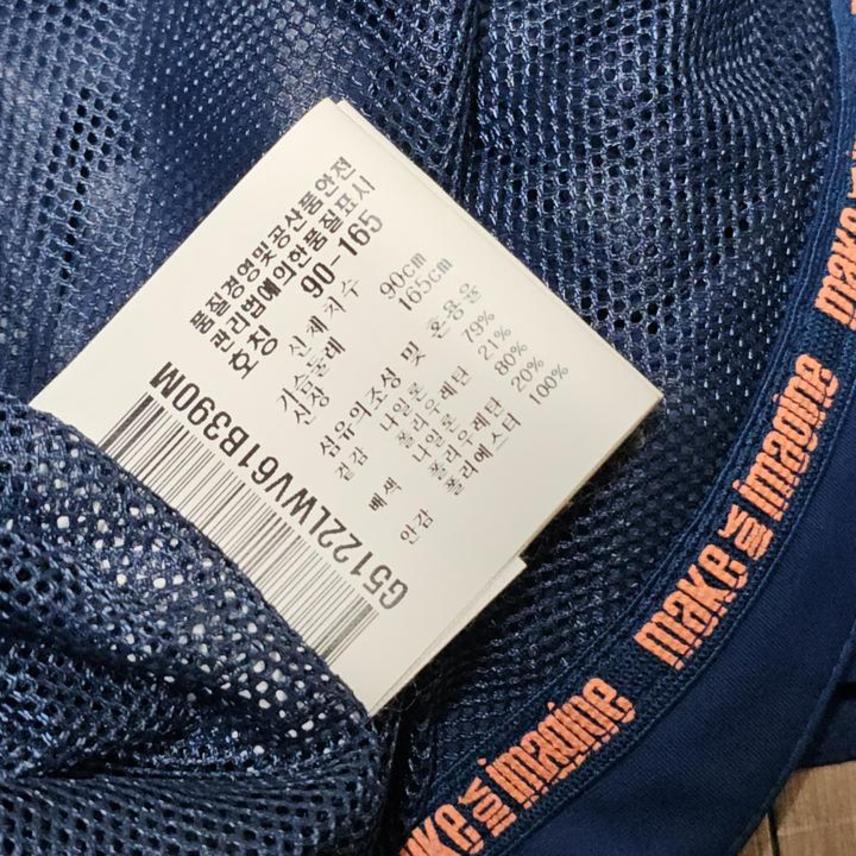 품질경영및공산품안전
관리법에의한품질표시
호칭 90-165
신체치수
가슴둘레 90cm
신장 165cm
섬유의조성 및 혼용율
겉감 나일론 79%
폴리우레탄 21%
배색 나일론 80%
폴리우레탄 20%
안감 폴리에스터 100%
G5122LWV61B390M
make
make you imagine
make you imagine